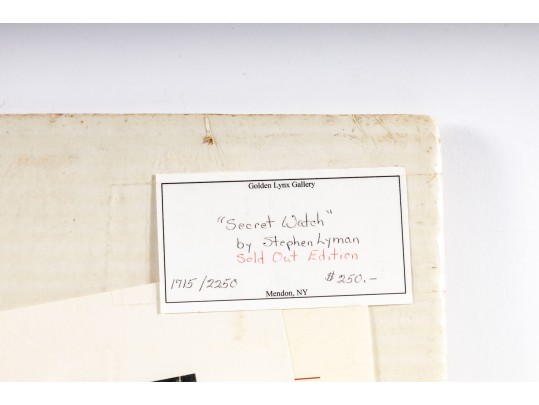 Golden Lynx Gallery
"Secret Watch"
by Stephen Lyman
Sold Out Edition
1715/2250 $250.-
Mendon, NY